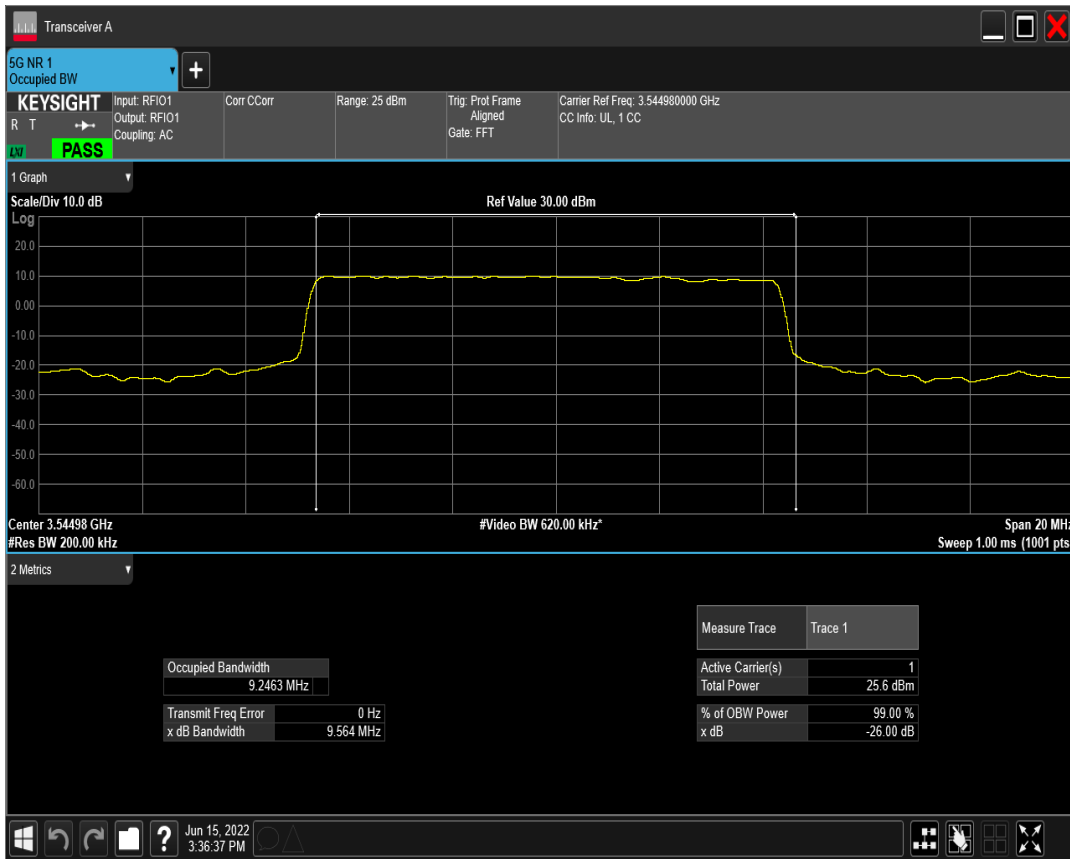 Transceiver A
5G NR 1
Occupied BW
+
KEYSIGHT
R T
LXI
PASS
Input: RFIO1
Output: RFIO1
Coupling: AC
Corr CCorr
Range: 25 dBm
Trig: Prot Frame
Aligned
Gate: FFT
Carrier Ref Freq: 3.544980000 GHz
CC Info: UL, 1 CC
1 Graph
Scale/Div 10.0 dB
Ref Value 30.00 dBm
Log
20.0
10.0
0.00
-10.0
-20.0
-30.0
-40.0
-50.0
-60.0
Center 3.54498 GHz
#Video BW 620.00 kHz*
Span 20 MHz
#Res BW 200.00 kHz
Sweep 1.00 ms (1001 pts
2 Metrics
Measure Trace Trace 1
Occupied Bandwidth
9.2463 MHz
Active Carrier(s) 1
Total Power 25.6 dBm
Transmit Freq Error 0 Hz
x dB Bandwidth 9.564 MHz
% of OBW Power 99.00 %
x dB -26.00 dB
?
Jun 15, 2022
3:36:37 PM